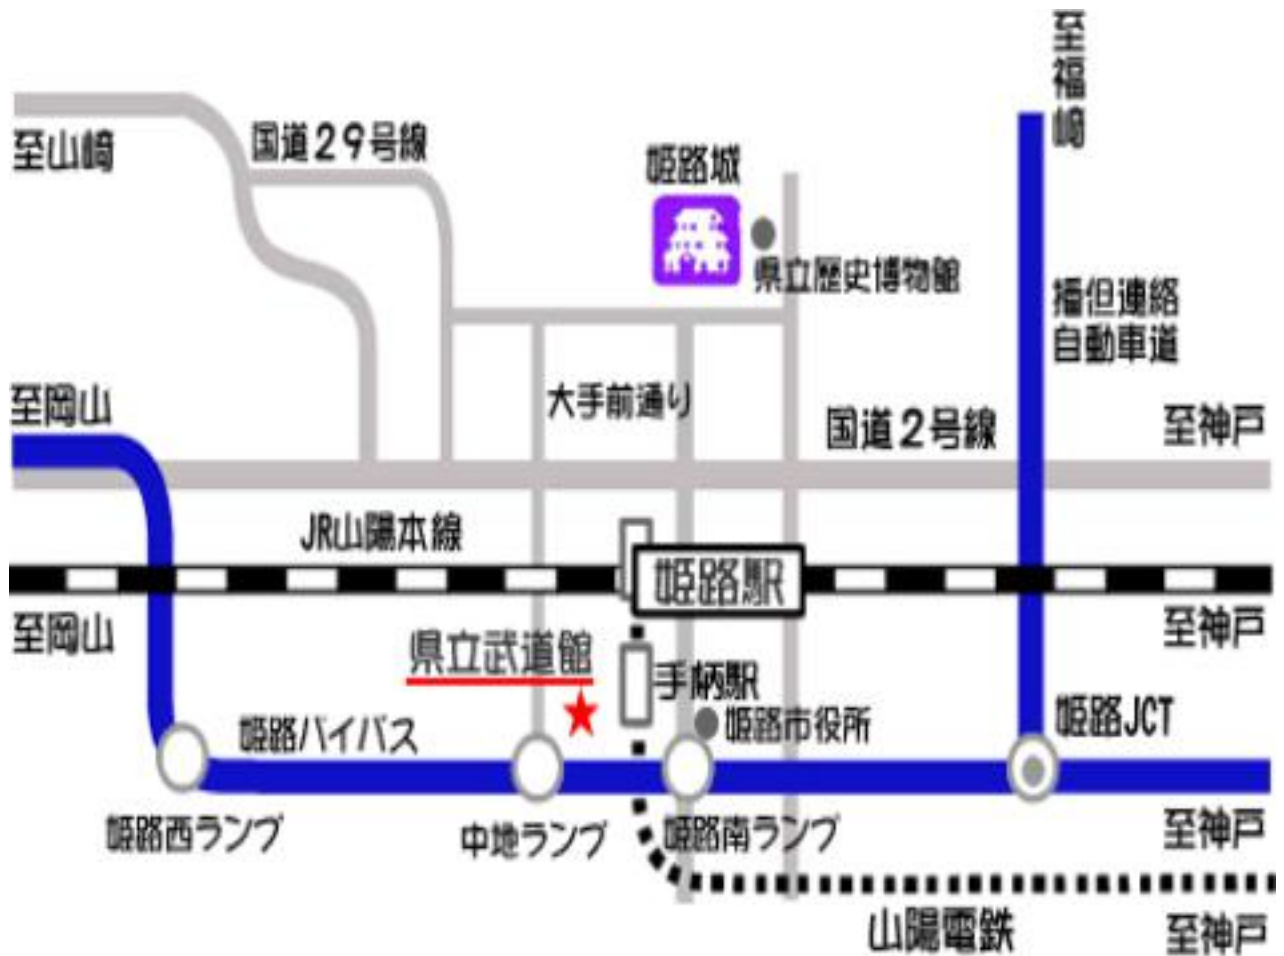 至福崎
至山崎
国道29号線
姫路城
県立歴史博物館
播但連絡
自動車道
至岡山
大手前通り
国道2号線
至神戸
JR山陽本線
姫路駅
至岡山
至神戸
県立武道館
手柄駅
姫路バイパス
姫路市役所
姫路JCT
姫路西ランプ
中地ランプ
姫路南ランプ
至神戸
山陽電鉄
至神戸